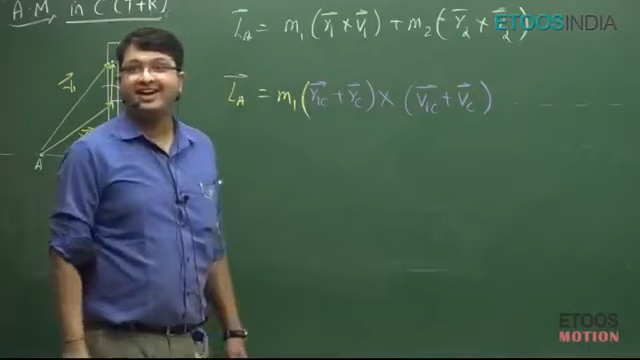 A.M. in C(T+R)
L_A = m₁(r₁ × v₁) + m₂(r₂ × v₂)
ETOOSINDIA
r₁
L_A = m₁(r₁c + r_c) × (v₁c + v_c)
A
ETOOS
MOTION